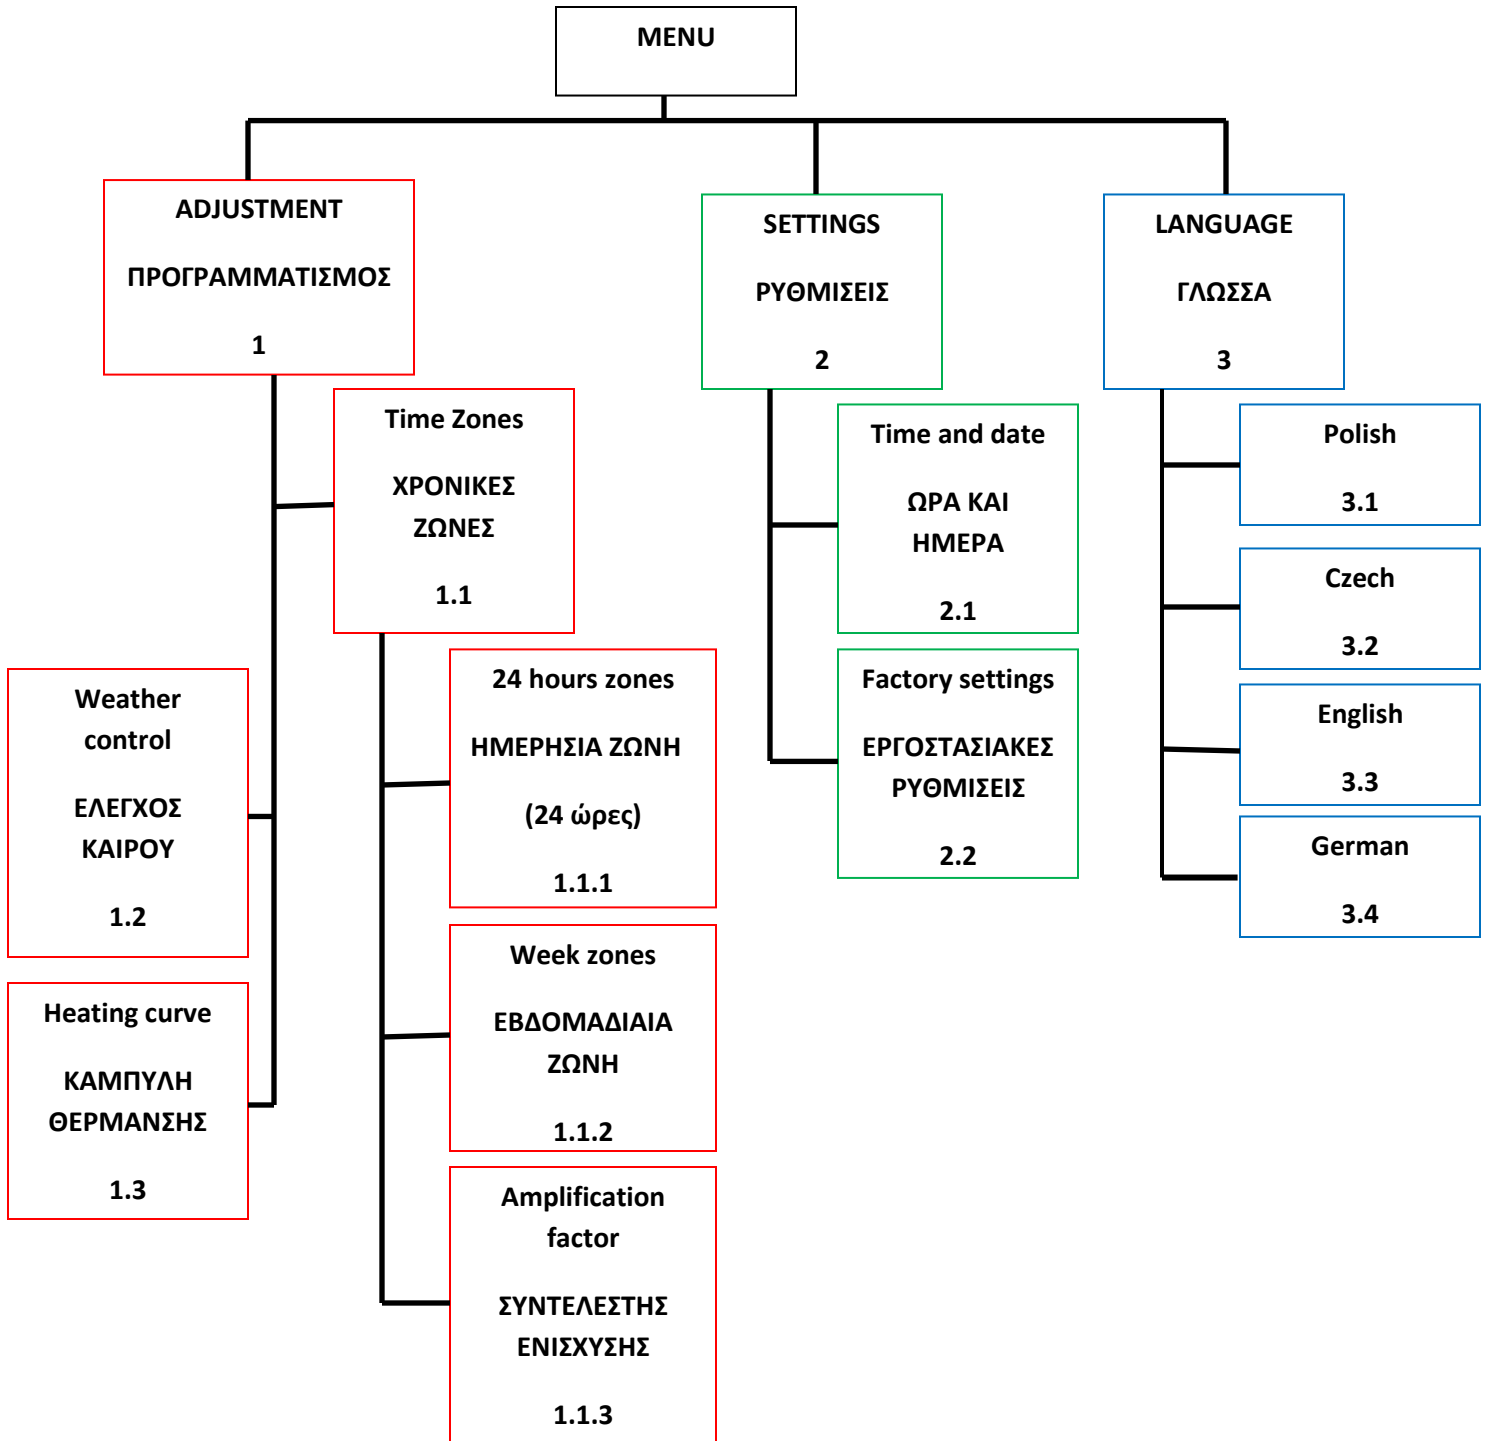 MENU
ADJUSTMENT
ΠΡΟΓΡΑΜΜΑΤΙΣΜΟΣ
1
SETTINGS
ΡΥΘΜΙΣΕΙΣ
2
LANGUAGE
ΓΛΩΣΣΑ
3
Time Zones
ΧΡΟΝΙΚΕΣ
ΖΩΝΕΣ
1.1
Weather
control
ΕΛΕΓΧΟΣ
ΚΑΙΡΟΥ
1.2
Heating curve
ΚΑΜΠΥΛΗ
ΘΕΡΜΑΝΣΗΣ
1.3
24 hours zones
ΗΜΕΡΗΣΙΑ ΖΩΝΗ
(24 ώρες)
1.1.1
Week zones
ΕΒΔΟΜΑΔΙΑΙΑ
ΖΩΝΗ
1.1.2
Amplification
factor
ΣΥΝΤΕΛΕΣΤΗΣ
ΕΝΙΣΧΥΣΗΣ
1.1.3
Time and date
ΩΡΑ ΚΑΙ
ΗΜΕΡΑ
2.1
Factory settings
ΕΡΓΟΣΤΑΣΙΑΚΕΣ
ΡΥΘΜΙΣΕΙΣ
2.2
Polish
3.1
Czech
3.2
English
3.3
German
3.4